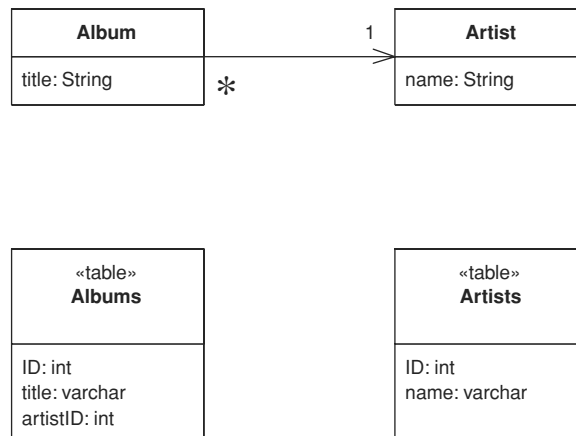 Album
1
Artist
title: String
*
name: String
«table»
Albums
«table»
Artists
ID: int
title: varchar
artistID: int
ID: int
name: varchar